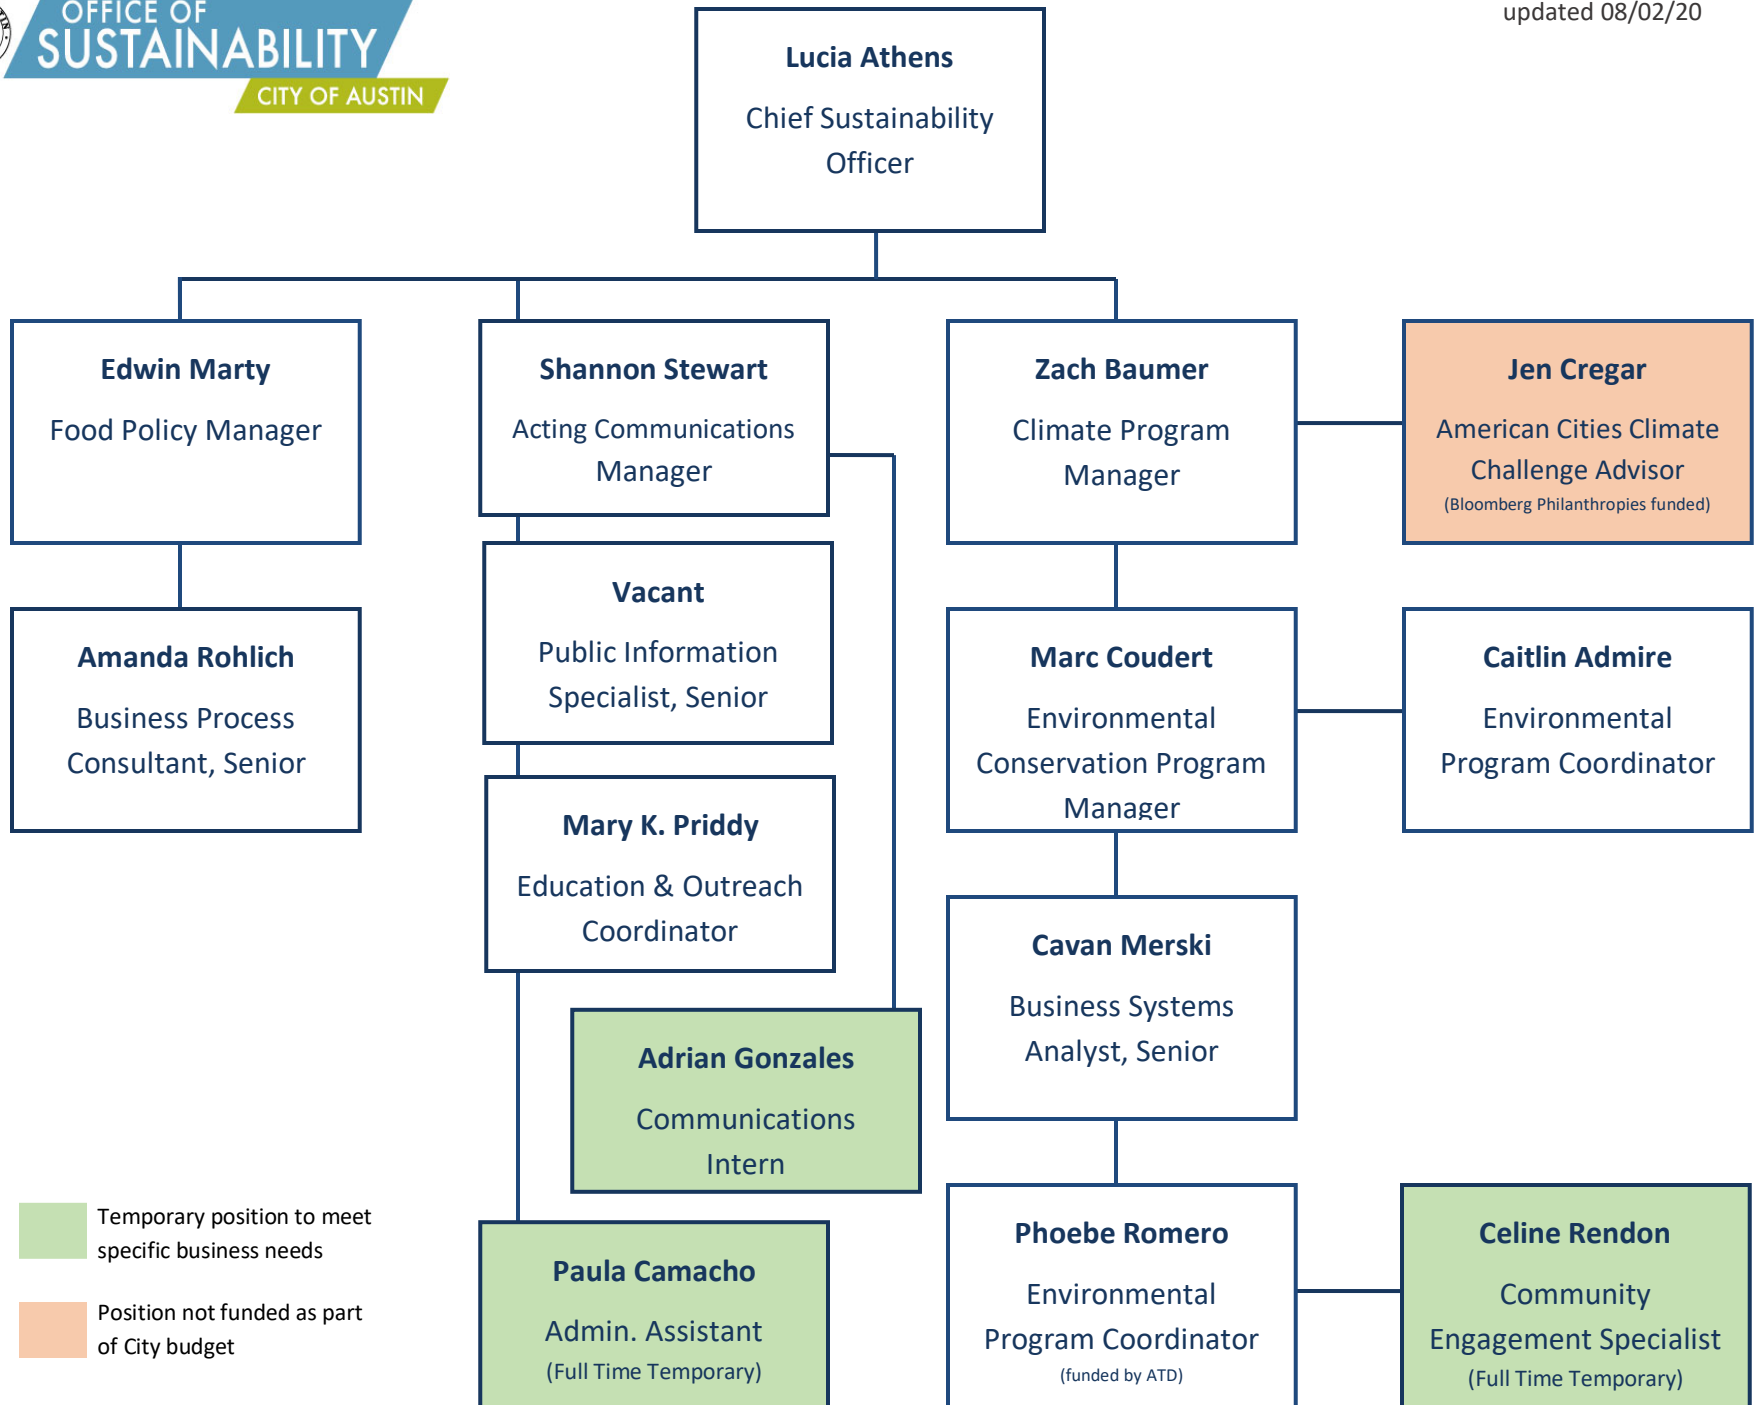 OFFICE OF
SUSTAINABILITY
CITY OF AUSTIN
updated 08/02/20
Lucia Athens
Chief Sustainability
Officer
Edwin Marty
Food Policy Manager
Shannon Stewart
Acting Communications
Manager
Zach Baumer
Climate Program
Manager
Jen Cregar
American Cities Climate
Challenge Advisor
(Bloomberg Philanthropies funded)
Amanda Rohlich
Business Process
Consultant, Senior
Vacant
Public Information
Specialist, Senior
Marc Coudert
Environmental
Conservation Program
Manager
Caitlin Admire
Environmental
Program Coordinator
Mary K. Priddy
Education & Outreach
Coordinator
Cavan Merski
Business Systems
Analyst, Senior
Adrian Gonzales
Communications
Intern
Paula Camacho
Admin. Assistant
(Full Time Temporary)
Phoebe Romero
Environmental
Program Coordinator
(funded by ATD)
Celine Rendon
Community
Engagement Specialist
(Full Time Temporary)
Temporary position to meet
specific business needs
Position not funded as part
of City budget